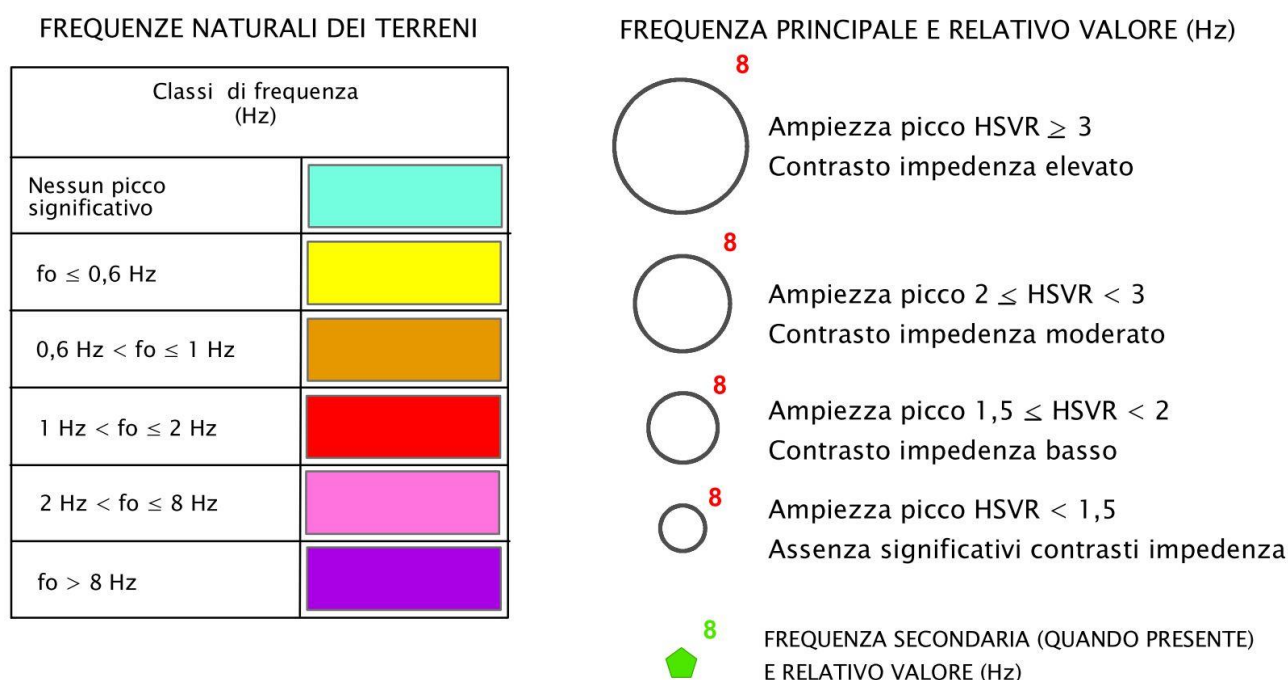 FREQUENZE NATURALI DEI TERRENI
Classi di frequenza
(Hz)
Nessun picco
significativo
fo ≤ 0,6 Hz
0,6 Hz < fo ≤ 1 Hz
1 Hz < fo ≤ 2 Hz
2 Hz < fo ≤ 8 Hz
fo > 8 Hz
FREQUENZA PRINCIPALE E RELATIVO VALORE (Hz)
8
Ampiezza picco HSVR ≥ 3
Contrasto impedenza elevato
8
Ampiezza picco 2 ≤ HSVR < 3
Contrasto impedenza moderato
8
Ampiezza picco 1,5 ≤ HSVR < 2
Contrasto impedenza basso
8
Ampiezza picco HSVR < 1,5
Assenza significativi contrasti impedenza
8
FREQUENZA SECONDARIA (QUANDO PRESENTE)
E RELATIVO VALORE (Hz)